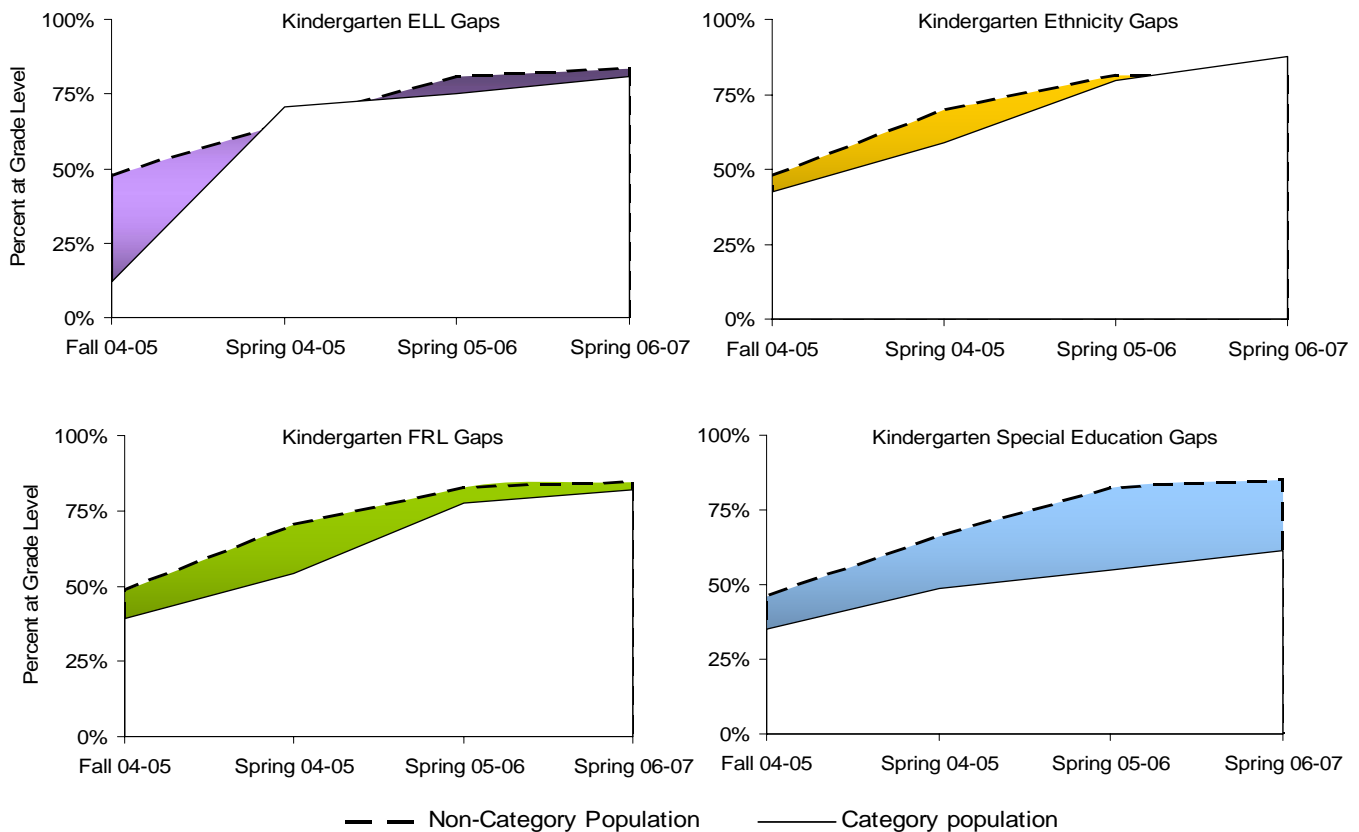 Kindergarten ELL Gaps
Percent at Grade Level
100%
75%
50%
25%
0%
Fall 04-05 Spring 04-05 Spring 05-06 Spring 06-07
Kindergarten Ethnicity Gaps
100%
75%
50%
25%
0%
Fall 04-05 Spring 04-05 Spring 05-06 Spring 06-07
Kindergarten FRL Gaps
Percent at Grade Level
100%
75%
50%
25%
0%
Fall 04-05 Spring 04-05 Spring 05-06 Spring 06-07
Kindergarten Special Education Gaps
100%
75%
50%
25%
0%
Fall 04-05 Spring 04-05 Spring 05-06 Spring 06-07
Non-Category Population Category population